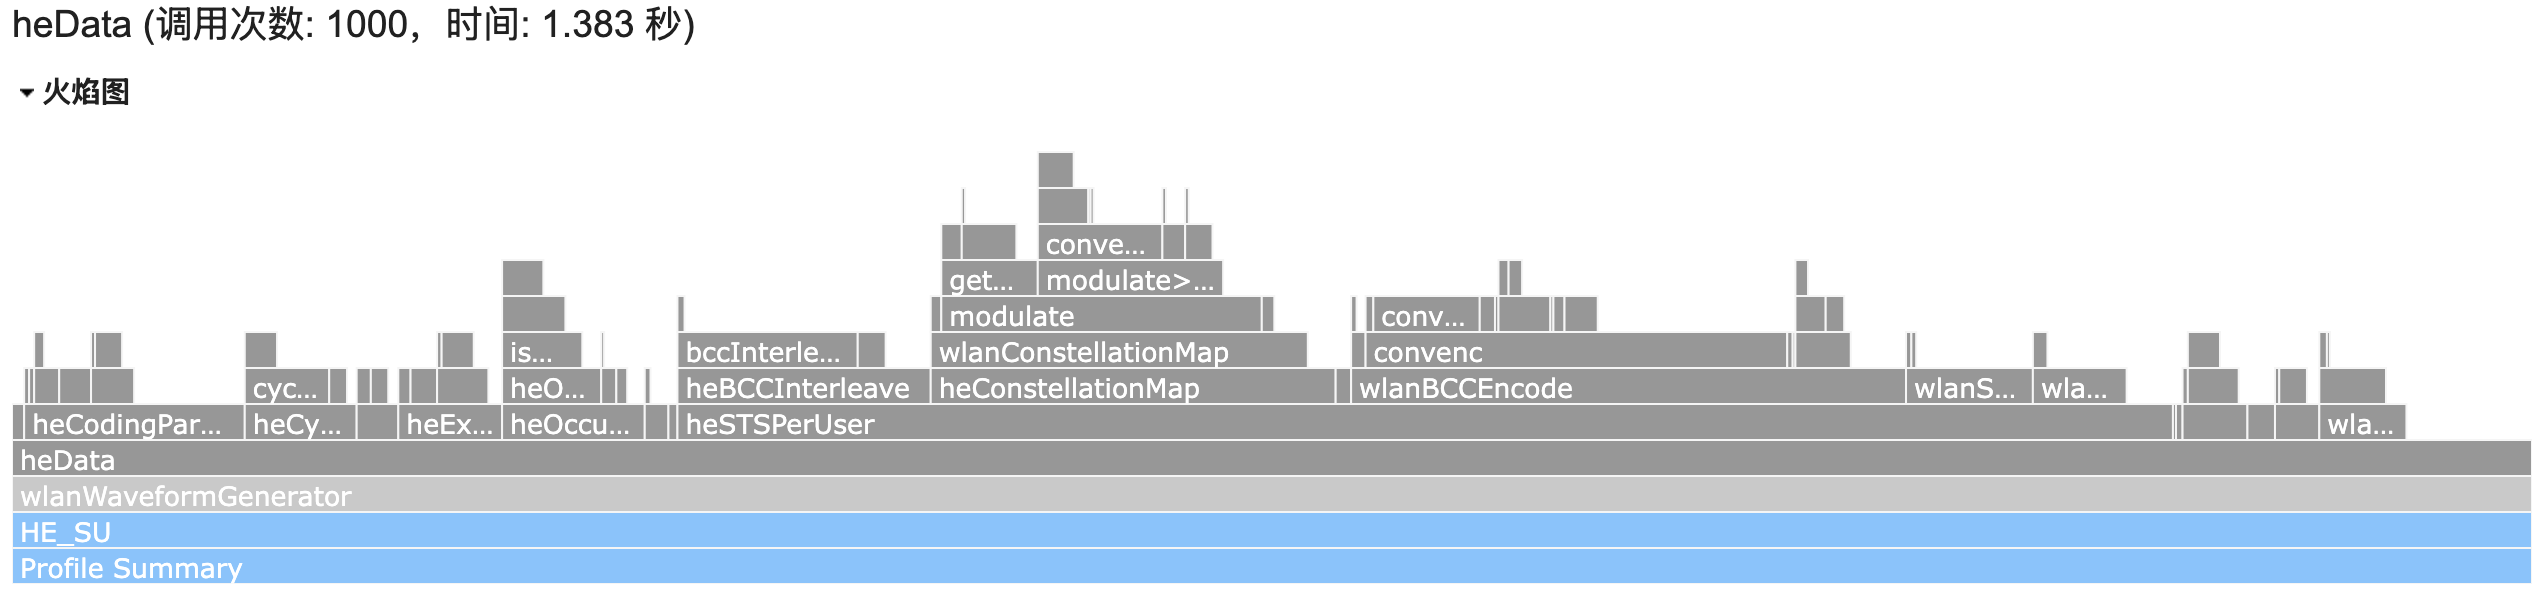 heData (调用次数: 1000，时间: 1.383 秒)
火焰图
conve...
get... modulate>...
modulate conv...
is... bccInterle... wlanConstellationMap convenc
cyc... heO... heBCCInterleave heConstellationMap wlanBCCEncode wlanS... wla...
heCodingPar... heCy... heEx... heOccu... heSTSPerUser wla...
heData
wlanWaveformGenerator
HE_SU
Profile Summary